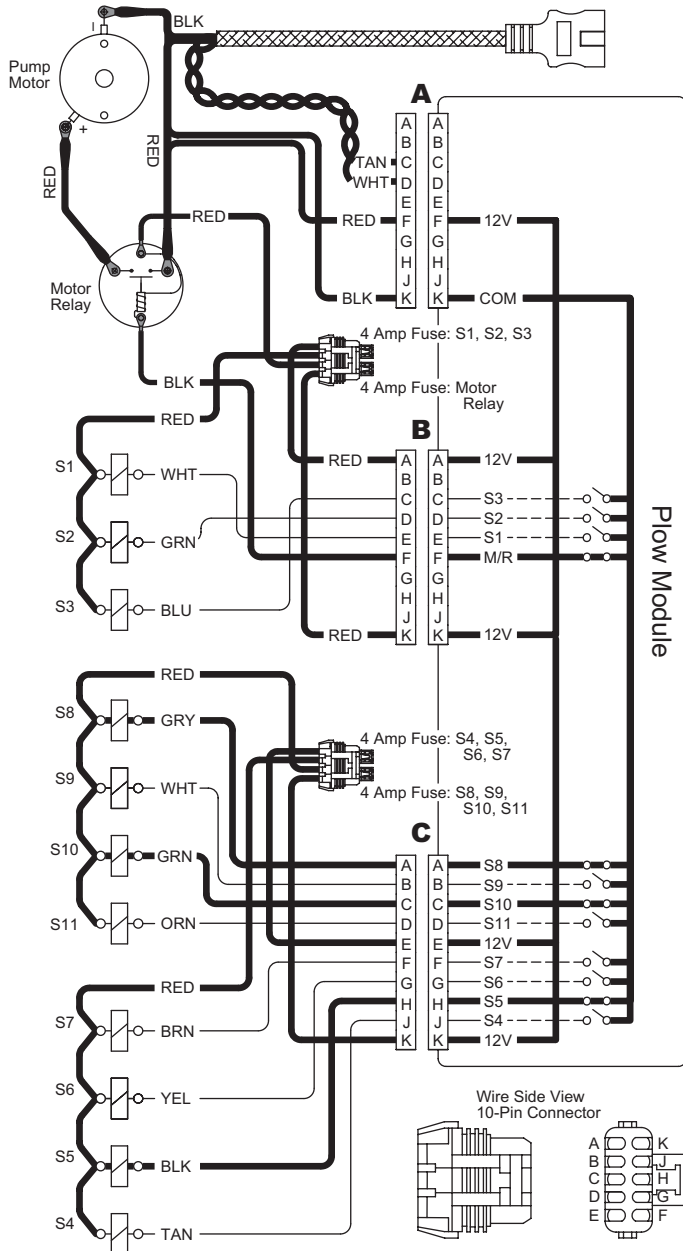 BLK
Pump
Motor
A
A A
B B
TAN C C
WHT D D
E E
RED
RED
RED
RED F F 12V
G G
H H
J J
Motor
Relay
BLK K K COM
4 Amp Fuse: S1, S2, S3
4 Amp Fuse: Motor
Relay
BLK
RED
B
RED A A 12V
B B
S1 WHT
C C S3
S2 GRN
D D S2
E E S1
F F M/R
G G
S3 BLU
H H
J J
RED K K 12V
Plow Module
RED
S8 GRY
4 Amp Fuse: S4, S5,
S6, S7
4 Amp Fuse: S8, S9,
S10, S11
S9 WHT
C
S10 GRN
A A S8
B B S9
C C S10
S11 ORN
D D S11
E E 12V
F F S7
G G S6
RED
H H S5
S7 BRN
J J S4
K K 12V
S6 YEL
S5 BLK
S4 TAN
Wire Side View
10-Pin Connector
A K
B J
C H
D G
E F